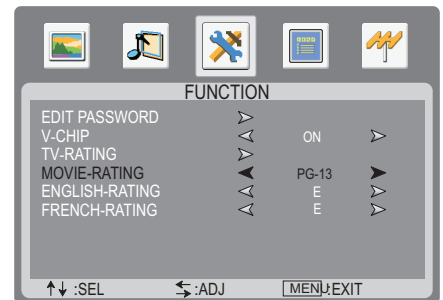 FUNCTION
EDIT PASSWORD
V-CHIP ON
TV-RATING
MOVIE-RATING PG-13
ENGLISH-RATING E
FRENCH-RATING E
:SEL :ADJ MENU:EXIT